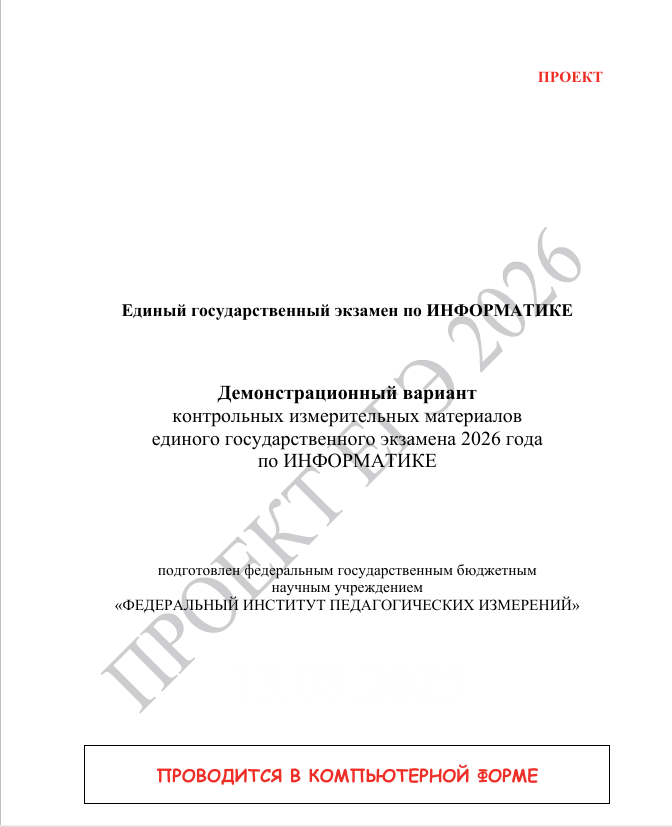 ПРОЕКТ
Единый государственный экзамен по ИНФОРМАТИКЕ
Демонстрационный вариант
контрольных измерительных материалов
единого государственного экзамена 2026 года
по ИНФОРМАТИКЕ
подготовлен федеральным государственным бюджетным
научным учреждением
«ФЕДЕРАЛЬНЫЙ ИНСТИТУТ ПЕДАГОГИЧЕСКИХ ИЗМЕРЕНИЙ»
ПРОЕКТ ЕГЭ 2026
ПРОВОДИТСЯ В КОМПЬЮТЕРНОЙ ФОРМЕ